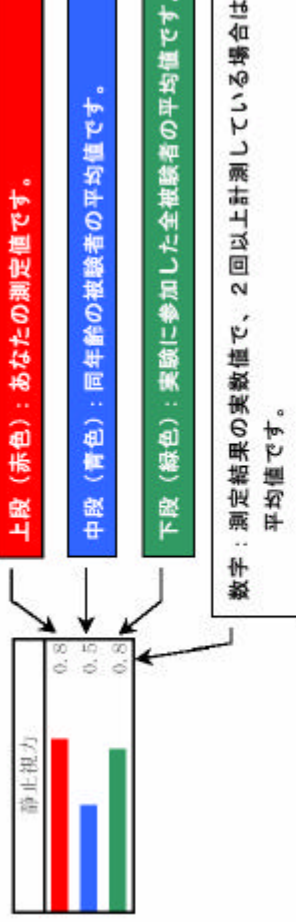 静止視力
0.8
0.5
0.8
上段（赤色）：あなたの測定値です。
中段（青色）：同年齢の被験者の平均値です。
下段（緑色）：実験に参加した全被験者の平均値です。
数字：測定結果の実数値で、２回以上計測している場合は
平均値です。